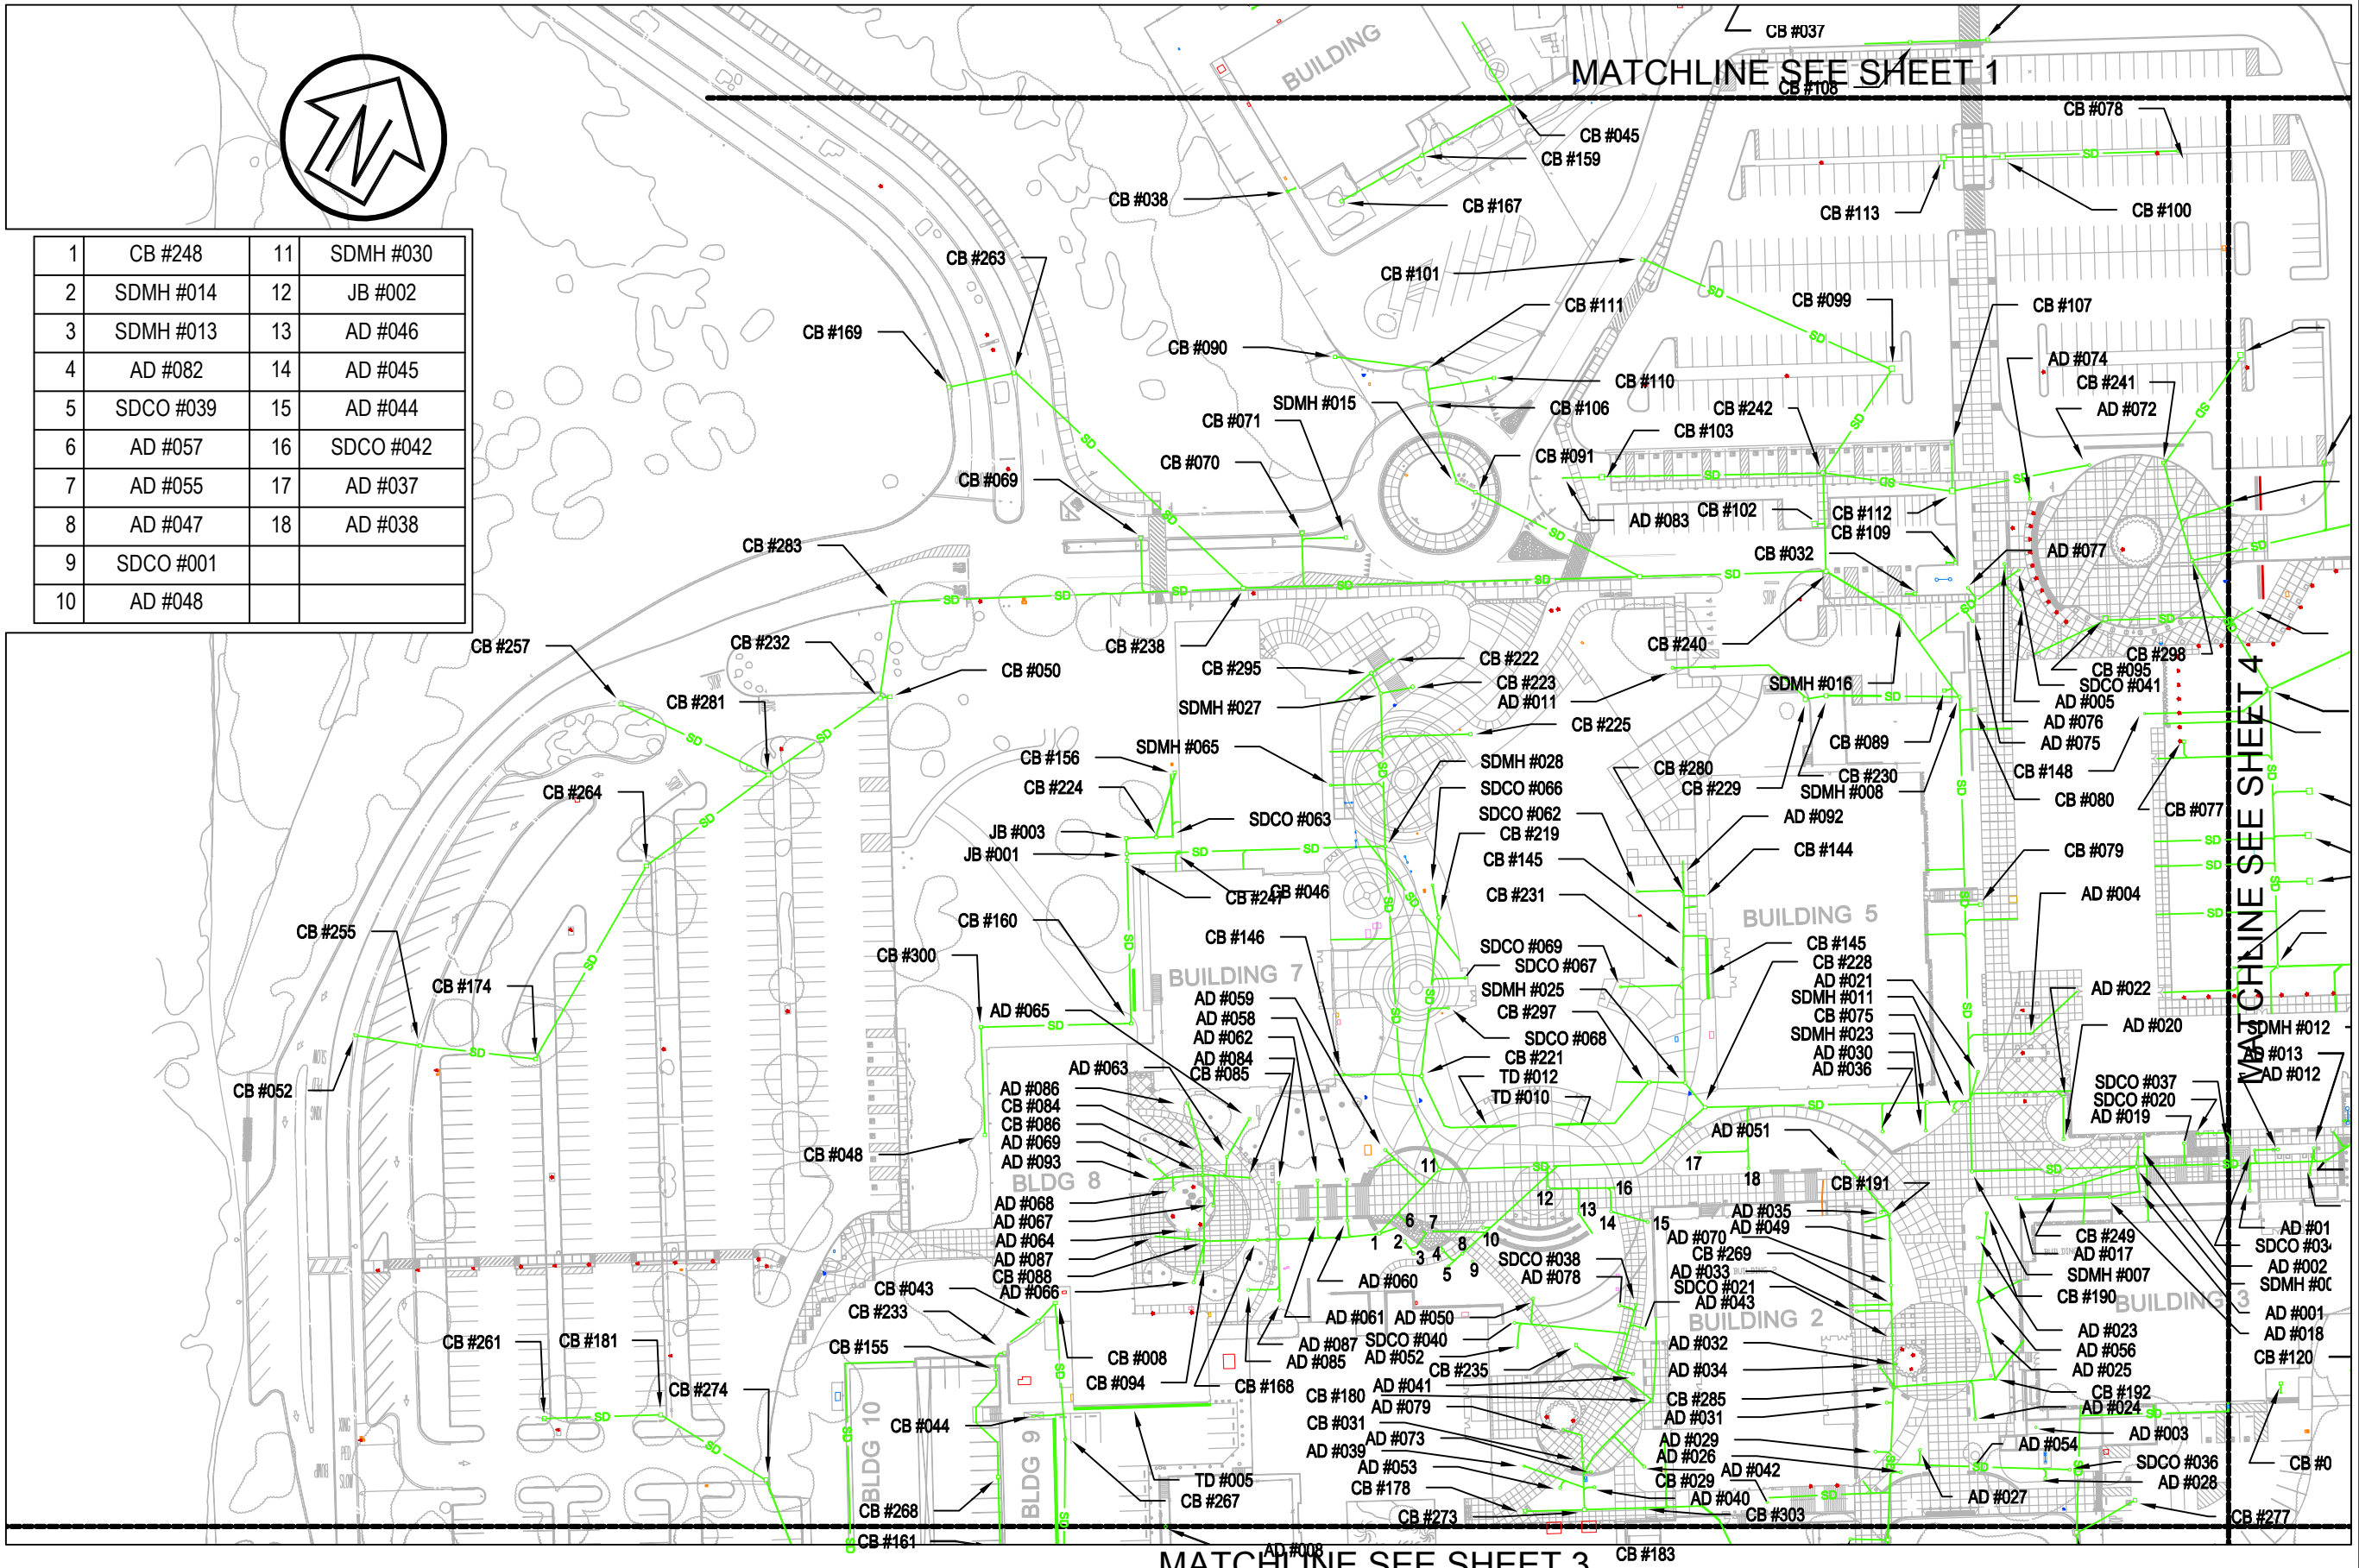 CB #037
MATCHLINE SEE SHEET 1
CB #108
BUILDING
CB #078
CB #045
CB #159
CB #038
CB #167
CB #113
CB #100
N
1 CB #248 11 SDMH #030
2 SDMH #014 12 JB #002
3 SDMH #013 13 AD #046
4 AD #082 14 AD #045
5 SDCO #039 15 AD #044
6 AD #057 16 SDCO #042
7 AD #055 17 AD #037
8 AD #047 18 AD #038
9 SDCO #001
10 AD #048
CB #263
CB #101
CB #169
CB #111
CB #099
CB #107
CB #090
AD #074
CB #110
CB #241
SDMH #015
CB #106
CB #242
AD #072
CB #071
CB #103
CB #070
CB #091
CB #069
AD #083
CB #102
CB #112
CB #109
CB #283
CB #032
AD #077
CB #257
CB #232
CB #238
CB #240
CB #050
CB #295
CB #222
CB #298
CB #095
CB #281
CB #223
SDMH #016
SDCO #041
SDMH #027
AD #011
AD #005
CB #225
AD #076
AD #075
CB #089
CB #156
SDMH #065
SDMH #028
CB #280
CB #230
CB #148
CB #264
CB #224
SDCO #066
CB #229
SDMH #008
CB #080
CB #077
SDCO #063
SDCO #062
AD #092
JB #003
CB #219
JB #001
CB #145
CB #144
CB #079
CB #247
CB #046
CB #231
AD #004
CB #255
CB #160
BUILDING 5
CB #146
SDCO #069
CB #145
CB #300
SDCO #067
CB #228
CB #174
BUILDING 7
AD #021
AD #022
AD #059
SDMH #025
SDMH #011
AD #065
AD #058
CB #297
CB #075
AD #020
AD #062
SDCO #068
SDMH #023
SDMH #012
AD #084
CB #221
AD #030
AD #013
AD #063
CB #085
TD #012
AD #036
AD #012
CB #052
AD #086
TD #010
SDCO #037
CB #084
SDCO #020
CB #086
AD #019
AD #069
AD #051
CB #048
AD #093
11
17
BLDG 8
18
CB #191
16
12
AD #068
13
14
15
AD #035
AD #067
6
7
AD #049
AD #064
1
2
8
10
AD #070
CB #249
AD #087
3
4
CB #269
AD #017
CB #088
5
9
SDCO #038
AD #033
SDMH #007
AD #066
AD #060
AD #078
SDCO #021
CB #190
AD #002
CB #043
AD #043
BUILDING 3
CB #233
AD #061
AD #050
BUILDING 2
AD #001
CB #261
CB #181
CB #155
AD #087
SDCO #040
AD #032
AD #023
AD #018
CB #008
AD #085
AD #052
AD #034
AD #056
CB #120
CB #094
CB #168
CB #235
AD #025
CB #274
CB #180
AD #041
CB #285
CB #192
AD #079
AD #031
AD #024
CB #044
CB #031
AD #003
BLDG 10
BLDG 9
AD #073
AD #029
AD #054
AD #039
AD #026
SDCO #036
TD #005
AD #053
CB #029
AD #042
AD #028
CB #267
CB #178
AD #040
AD #027
CB #268
CB #273
CB #303
CB #277
CB #161
AD #008
CB #183
MATCHLINE SEE SHEET 3
MATCHLINE SEE SHEET 4